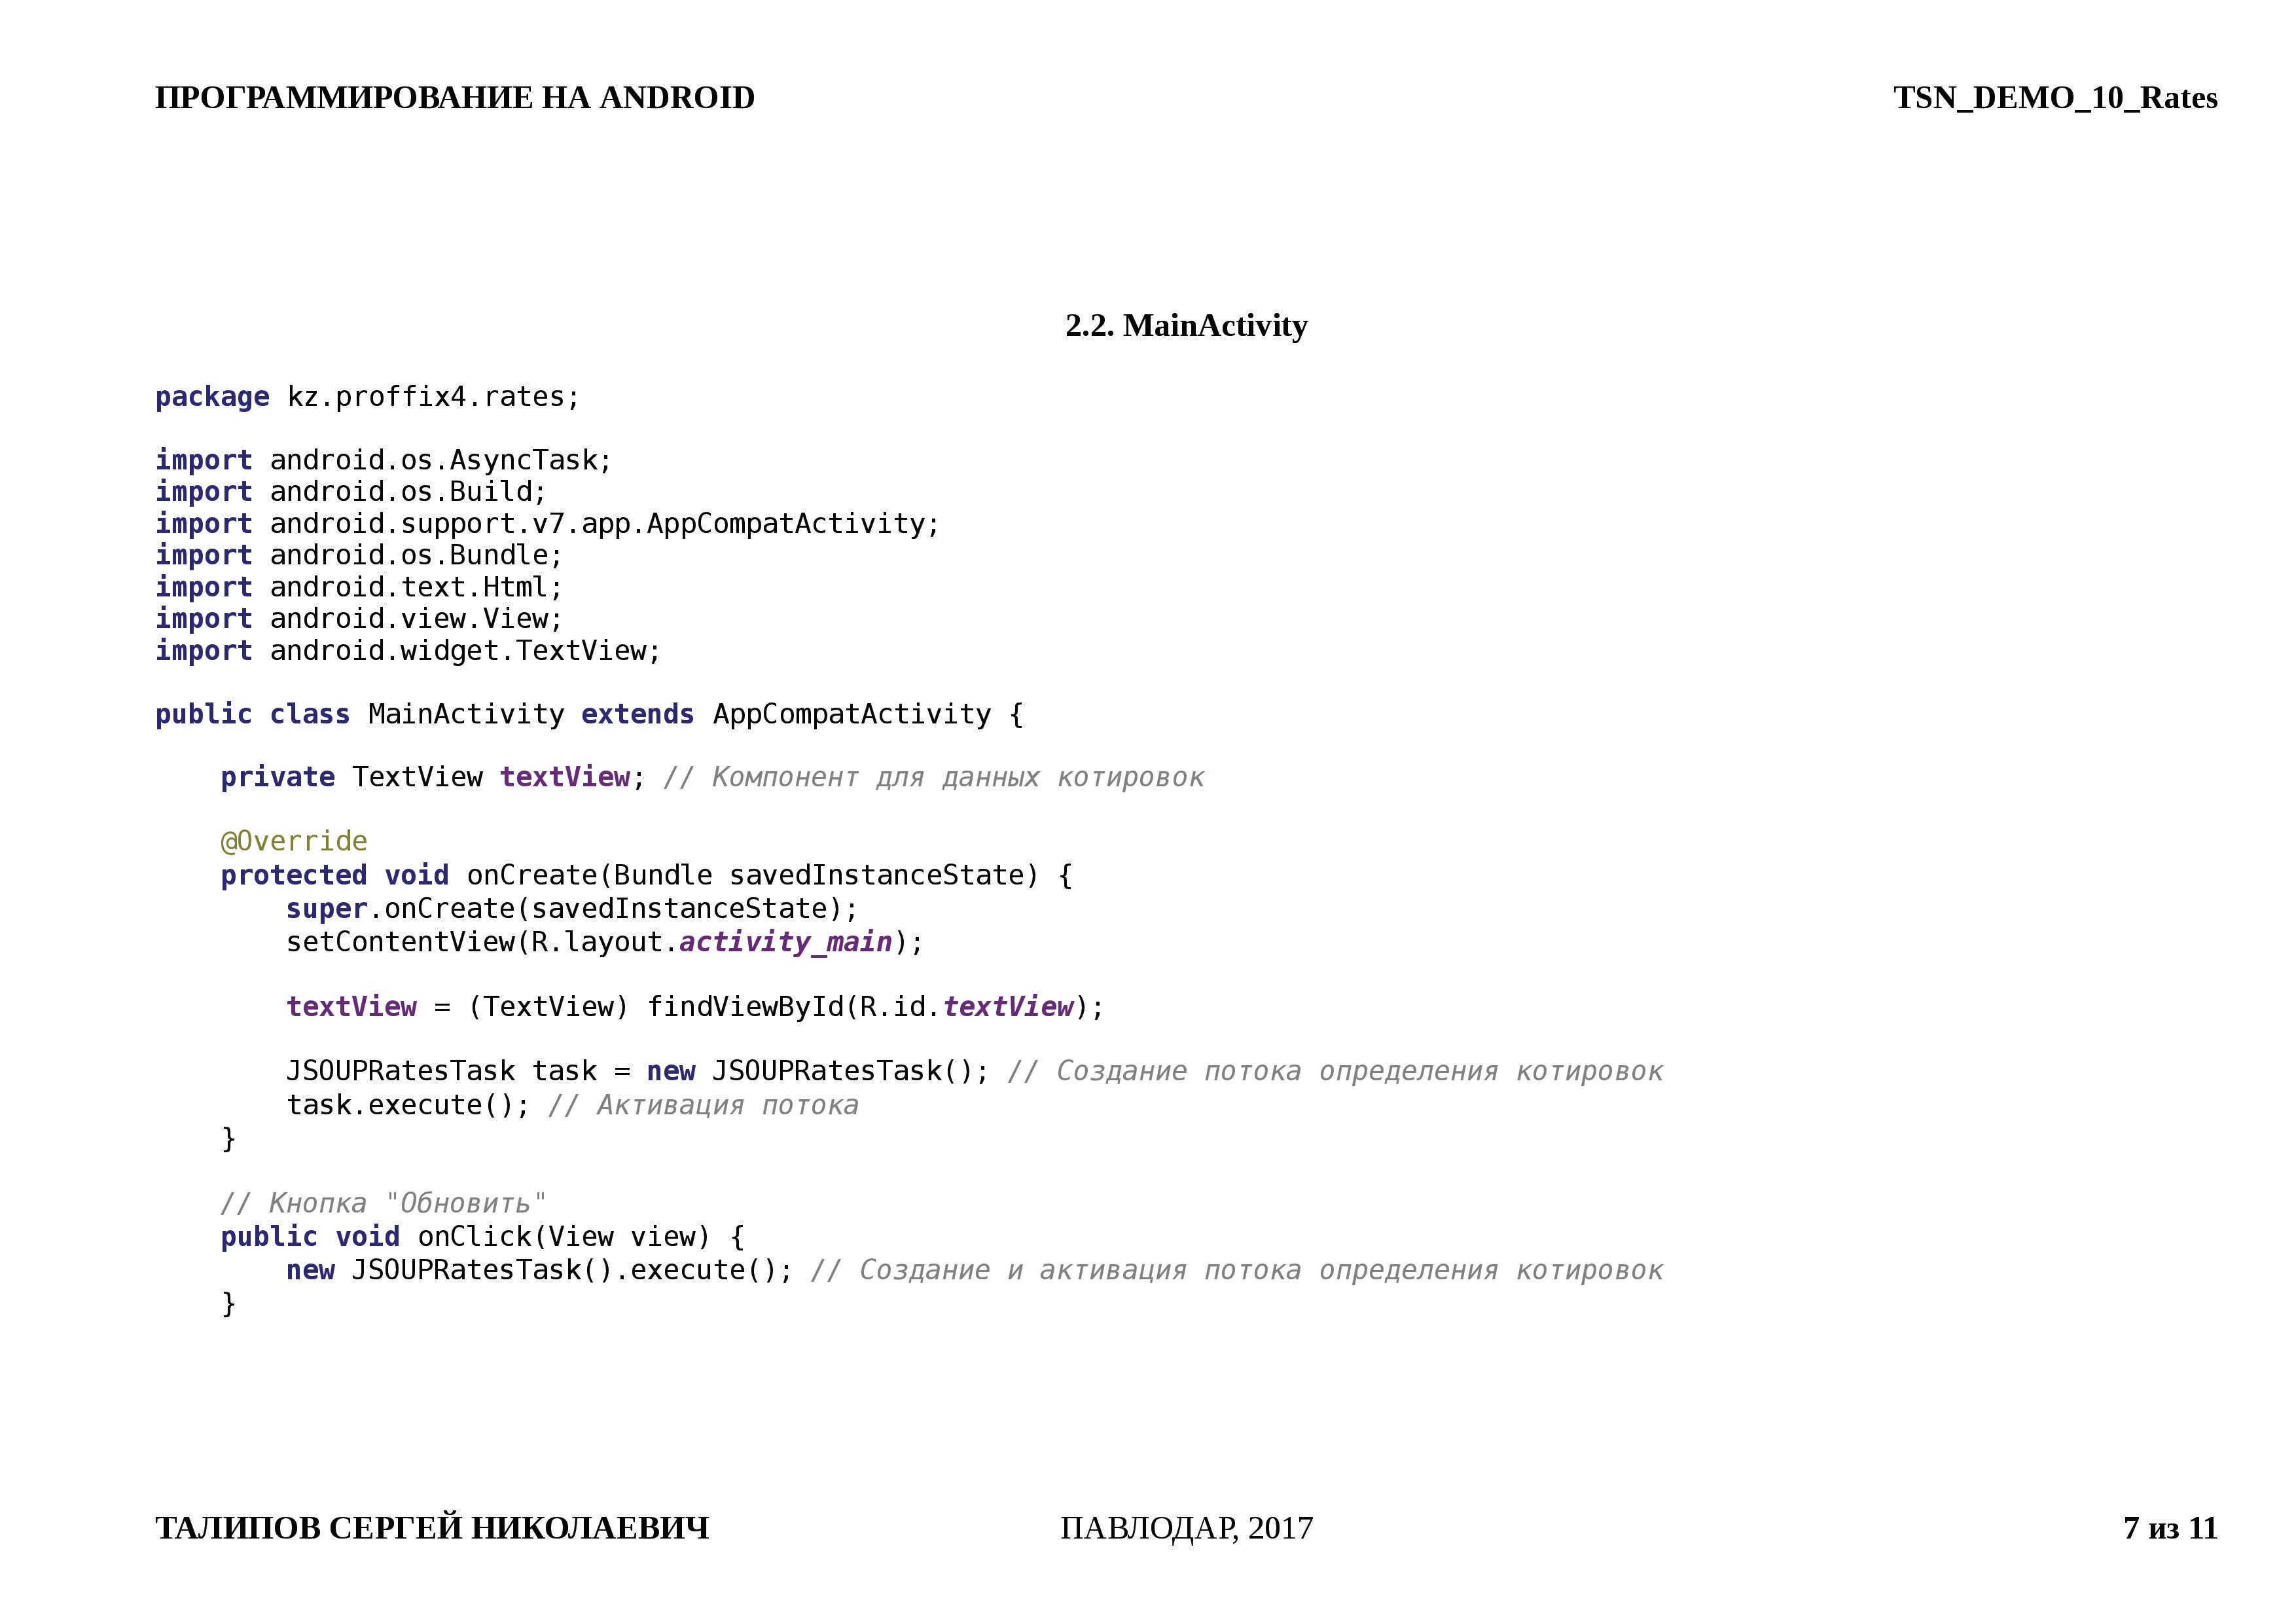 ПРОГРАММИРОВАНИЕ НА ANDROID TSN_DEMO_10_Rates
2.2. MainActivity
package kz.proffix4.rates;
import android.os.AsyncTask;
import android.os.Build;
import android.support.v7.app.AppCompatActivity;
import android.os.Bundle;
import android.text.Html;
import android.view.View;
import android.widget.TextView;
public class MainActivity extends AppCompatActivity {
    private TextView textView; // Компонент для данных котировок
    @Override
    protected void onCreate(Bundle savedInstanceState) {
        super.onCreate(savedInstanceState);
        setContentView(R.layout.activity_main);
        textView = (TextView) findViewById(R.id.textView);
        JSOUPRatesTask task = new JSOUPRatesTask(); // Создание потока определения котировок
        task.execute(); // Активация потока
    }
    // Кнопка "Обновить"
    public void onClick(View view) {
        new JSOUPRatesTask().execute(); // Создание и активация потока определения котировок
    }
ТАЛИПОВ СЕРГЕЙ НИКОЛАЕВИЧ ПАВЛОДАР, 2017 7 из 11